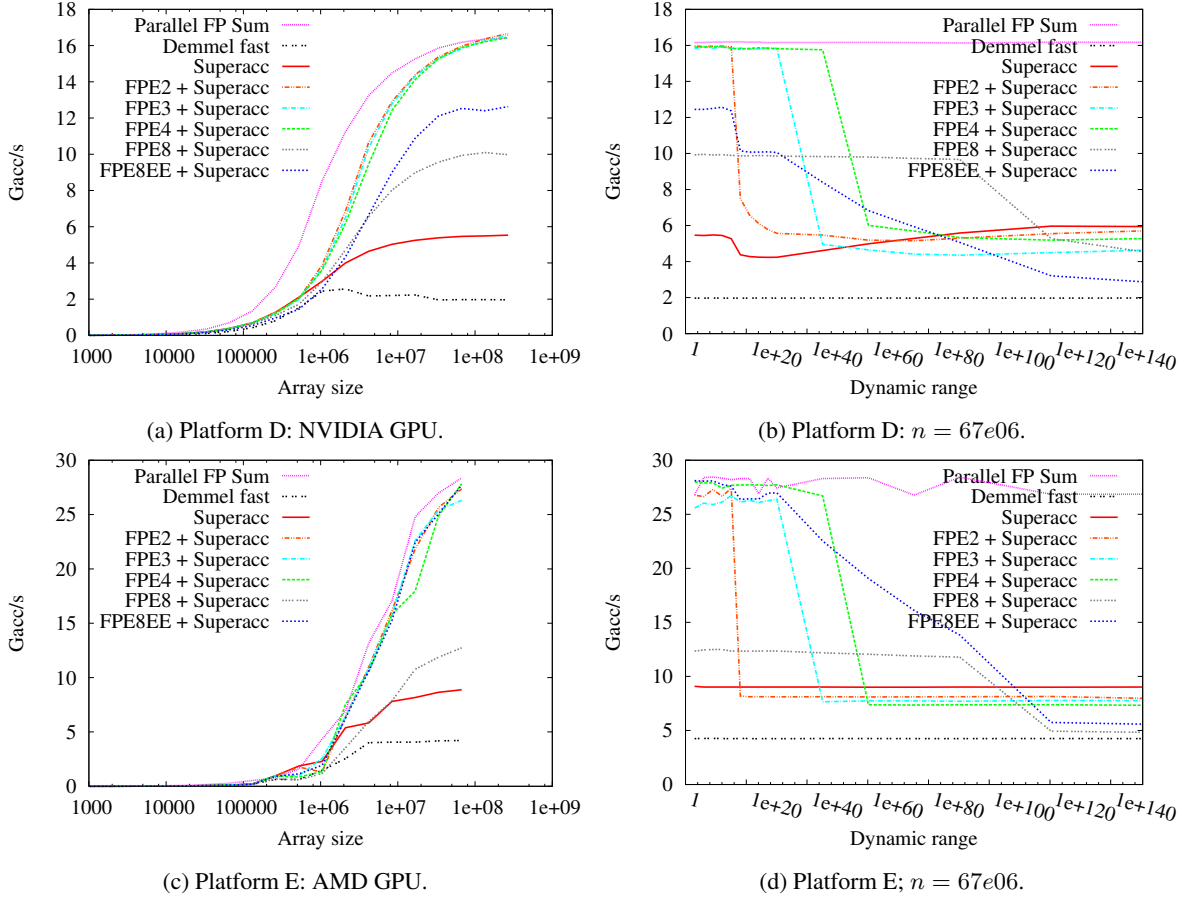 18
16
14
12
10
8
6
4
2
0
Gacc/s
Parallel FP Sum
Demmel fast
Superacc
FPE2 + Superacc
FPE3 + Superacc
FPE4 + Superacc
FPE8 + Superacc
FPE8EE + Superacc
1000 10000 100000 1e+06 1e+07 1e+08 1e+09
Array size
(a) Platform D: NVIDIA GPU.
18
16
14
12
10
8
6
4
2
0
Gacc/s
Parallel FP Sum
Demmel fast
Superacc
FPE2 + Superacc
FPE3 + Superacc
FPE4 + Superacc
FPE8 + Superacc
FPE8EE + Superacc
1 1e+20 1e+40 1e+60 1e+80 1e+100 1e+120 1e+140
Dynamic range
(b) Platform D: n = 67e06.
30
25
20
15
10
5
0
Gacc/s
Parallel FP Sum
Demmel fast
Superacc
FPE2 + Superacc
FPE3 + Superacc
FPE4 + Superacc
FPE8 + Superacc
FPE8EE + Superacc
1000 10000 100000 1e+06 1e+07 1e+08 1e+09
Array size
(c) Platform E: AMD GPU.
30
25
20
15
10
5
0
Gacc/s
Parallel FP Sum
Demmel fast
Superacc
FPE2 + Superacc
FPE3 + Superacc
FPE4 + Superacc
FPE8 + Superacc
FPE8EE + Superacc
1 1e+20 1e+40 1e+60 1e+80 1e+100 1e+120 1e+140
Dynamic range
(d) Platform E; n = 67e06.